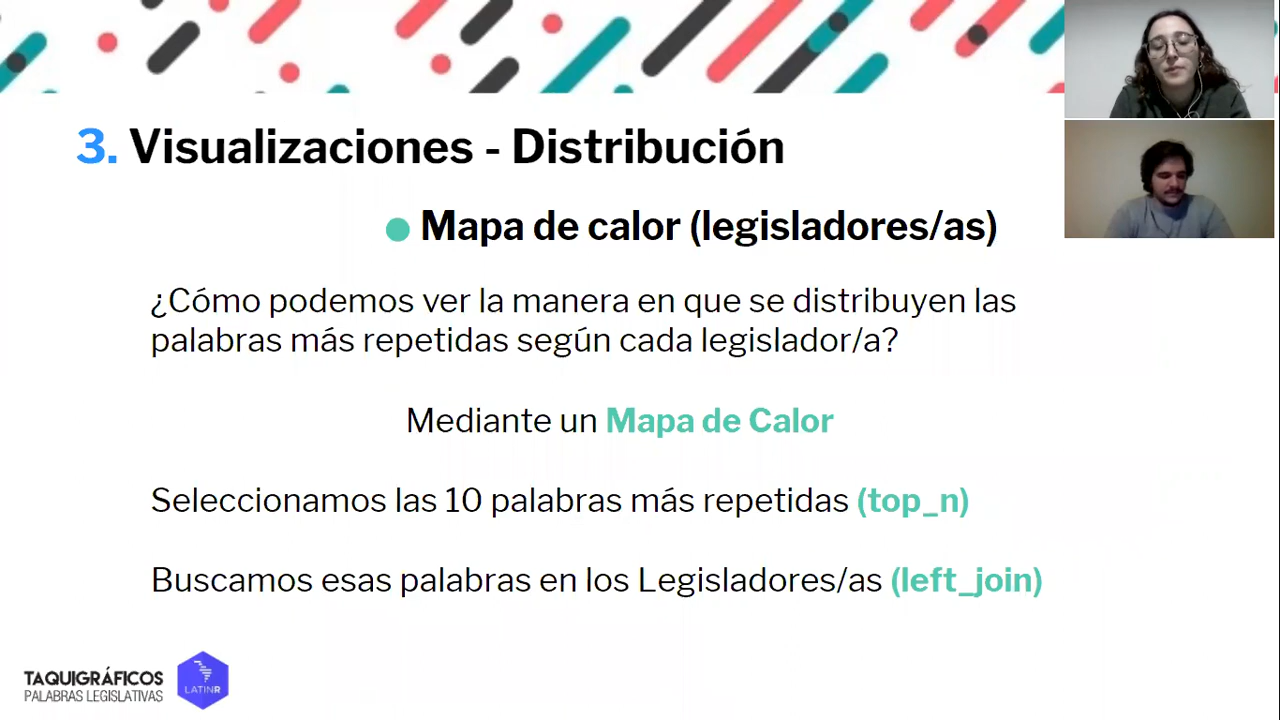 3. Visualizaciones - Distribución
Mapa de calor (legisladores/as)
¿Cómo podemos ver la manera en que se distribuyen las
palabras más repetidas según cada legislador/a?
Mediante un Mapa de Calor
Seleccionamos las 10 palabras más repetidas (top_n)
Buscamos esas palabras en los Legisladores/as (left_join)
TAQUIGRÁFICOS
PALABRAS LEGISLATIVAS
LATINR